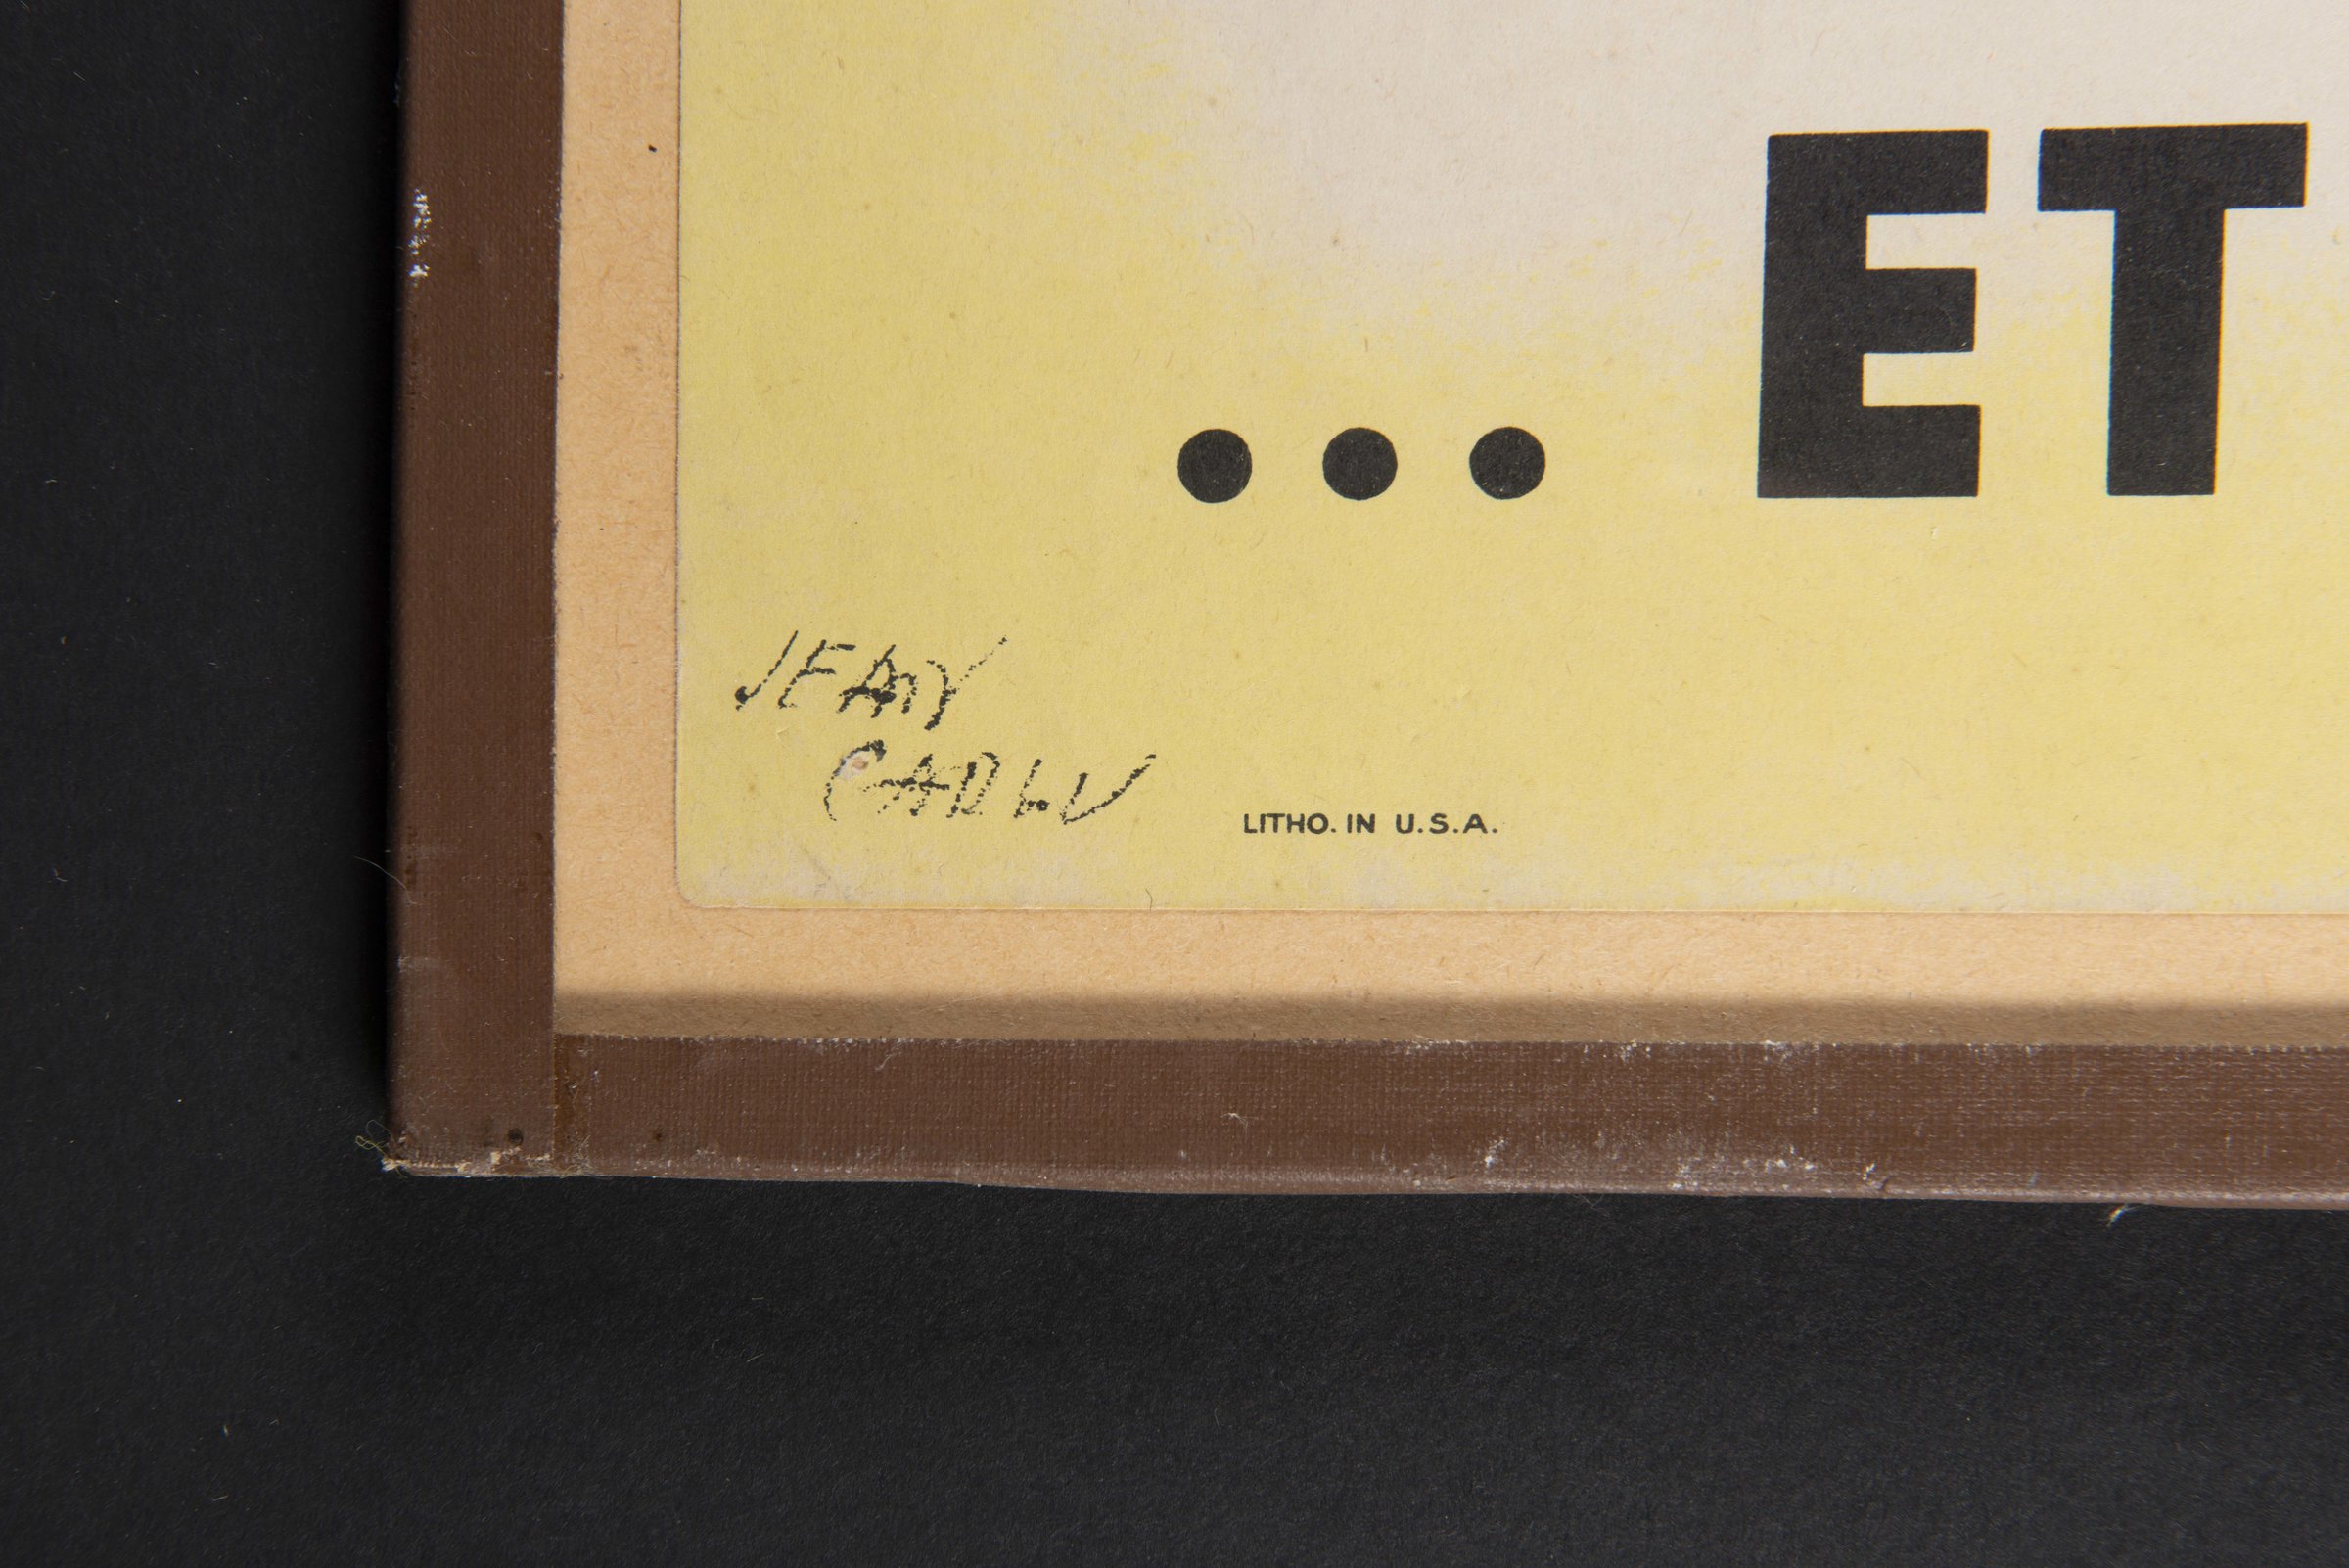 ... ET
JEAN
CARLU
LITHO. IN U.S.A.